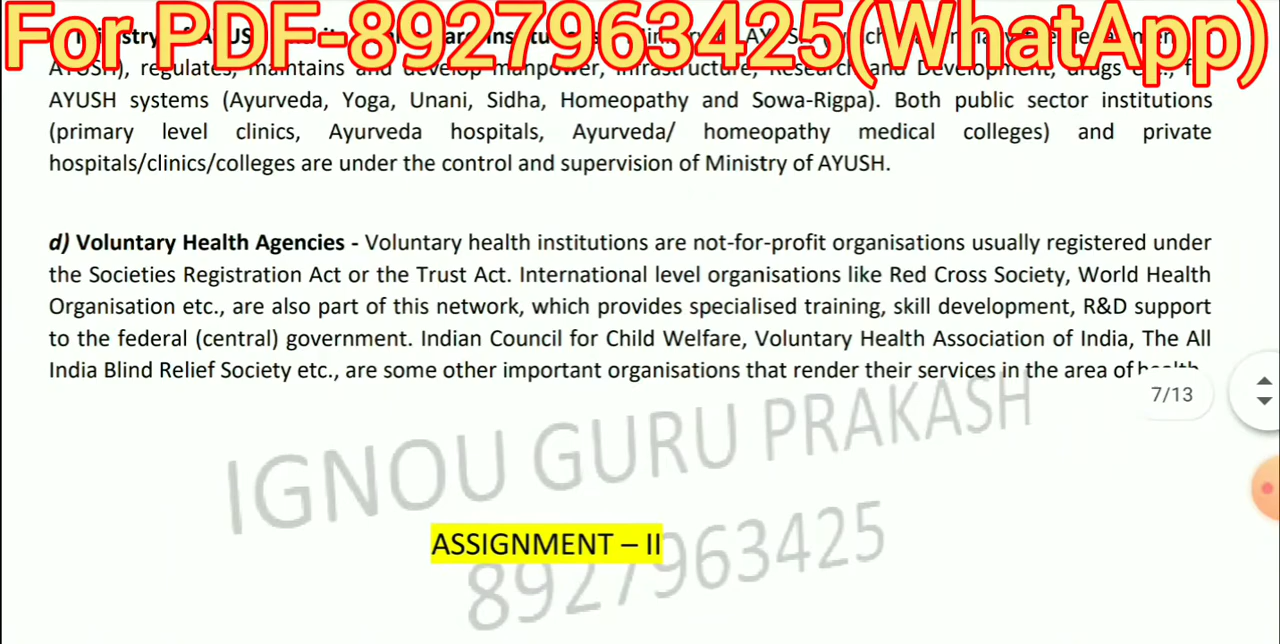 For PDF-8927963425(WhatApp)
regulates, maintains and develop manpower, infrastructure, Research and Development, drugs
AYUSH systems (Ayurveda, Yoga, Unani, Sidha, Homeopathy and Sowa-Rigpa). Both public sector institutions
(primary level clinics, Ayurveda hospitals, Ayurveda/ homeopathy medical colleges) and private
hospitals/clinics/colleges are under the control and supervision of Ministry of AYUSH.
d) Voluntary Health Agencies - Voluntary health institutions are not-for-profit organisations usually registered under
the Societies Registration Act or the Trust Act. International level organisations like Red Cross Society, World Health
Organisation etc., are also part of this network, which provides specialised training, skill development, R&D support
to the federal (central) government. Indian Council for Child Welfare, Voluntary Health Association of India, The All
India Blind Relief Society etc., are some other important organisations that render their services in the area of health
7/13
IGNOU GURU PRAKASH
ASSIGNMENT – II
8927963425